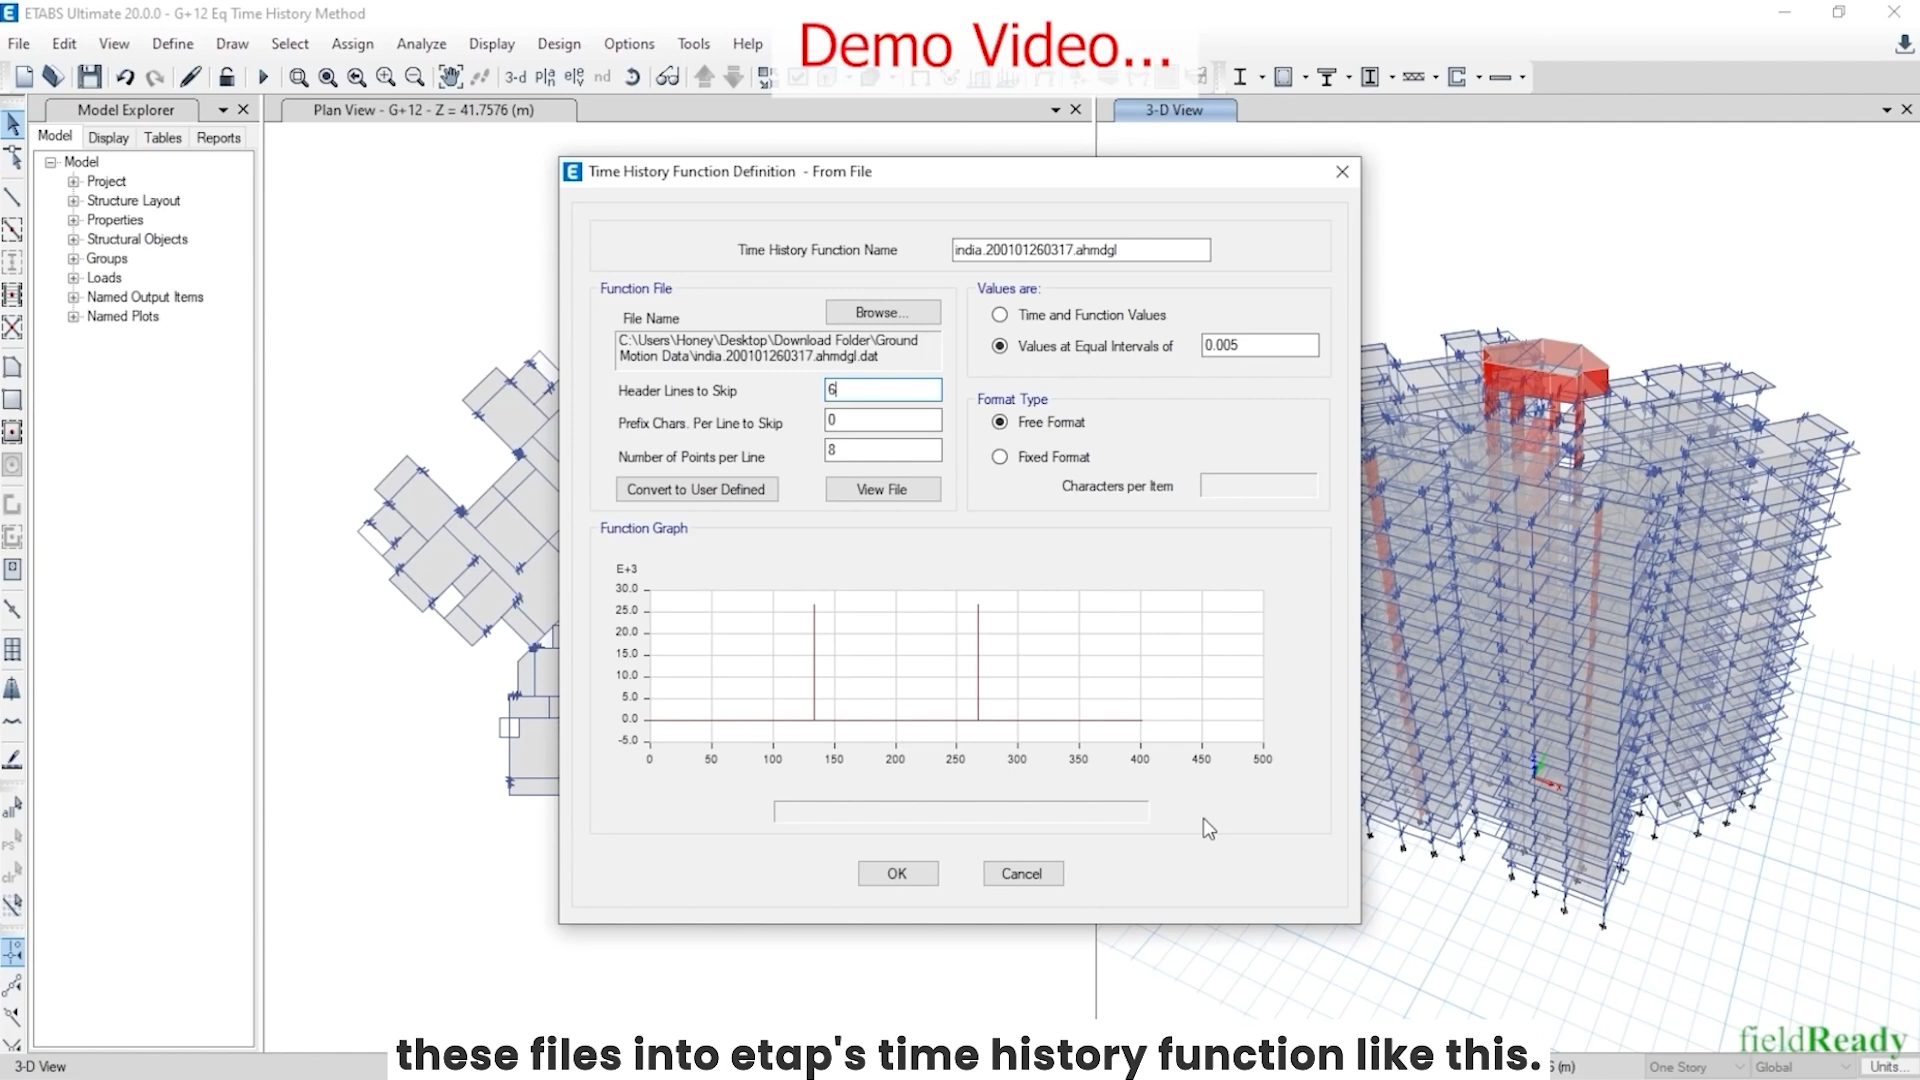 ETABS Ultimate 20.0.0 - G+12 Eq Time History Method
File Edit View Define Draw Select Assign Analyze Display Design Options Tools Help
Demo Video...
3-d nd
Model Explorer
Plan View - G+12 - Z = 41.7576 (m)
3-D View
Model Display Tables Reports
Model
Project
Structure Layout
Properties
Structural Objects
Groups
Loads
Named Output Items
Named Plots
Time History Function Definition - From File
Time History Function Name
india.200101260317.ahmdgl
Function File
File Name
Browse...
C:\Users\Honey\Desktop\Download Folder\Ground
Motion Data\india.200101260317.ahmdgl.dat
Header Lines to Skip
6
Prefix Chars. Per Line to Skip
0
Number of Points per Line
8
Convert to User Defined
View File
Values are:
Time and Function Values
Values at Equal Intervals of
0.005
Format Type
Free Format
Fixed Format
Characters per Item
Function Graph
E+3
30.0
25.0
20.0
15.0
10.0
5.0
0.0
-5.0
0 50 100 150 200 250 300 350 400 450 500
OK
Cancel
all
PS
clr
fieldReady
these files into etap's time history function like this.
3-D View
(m)
One Story
Global
Units...